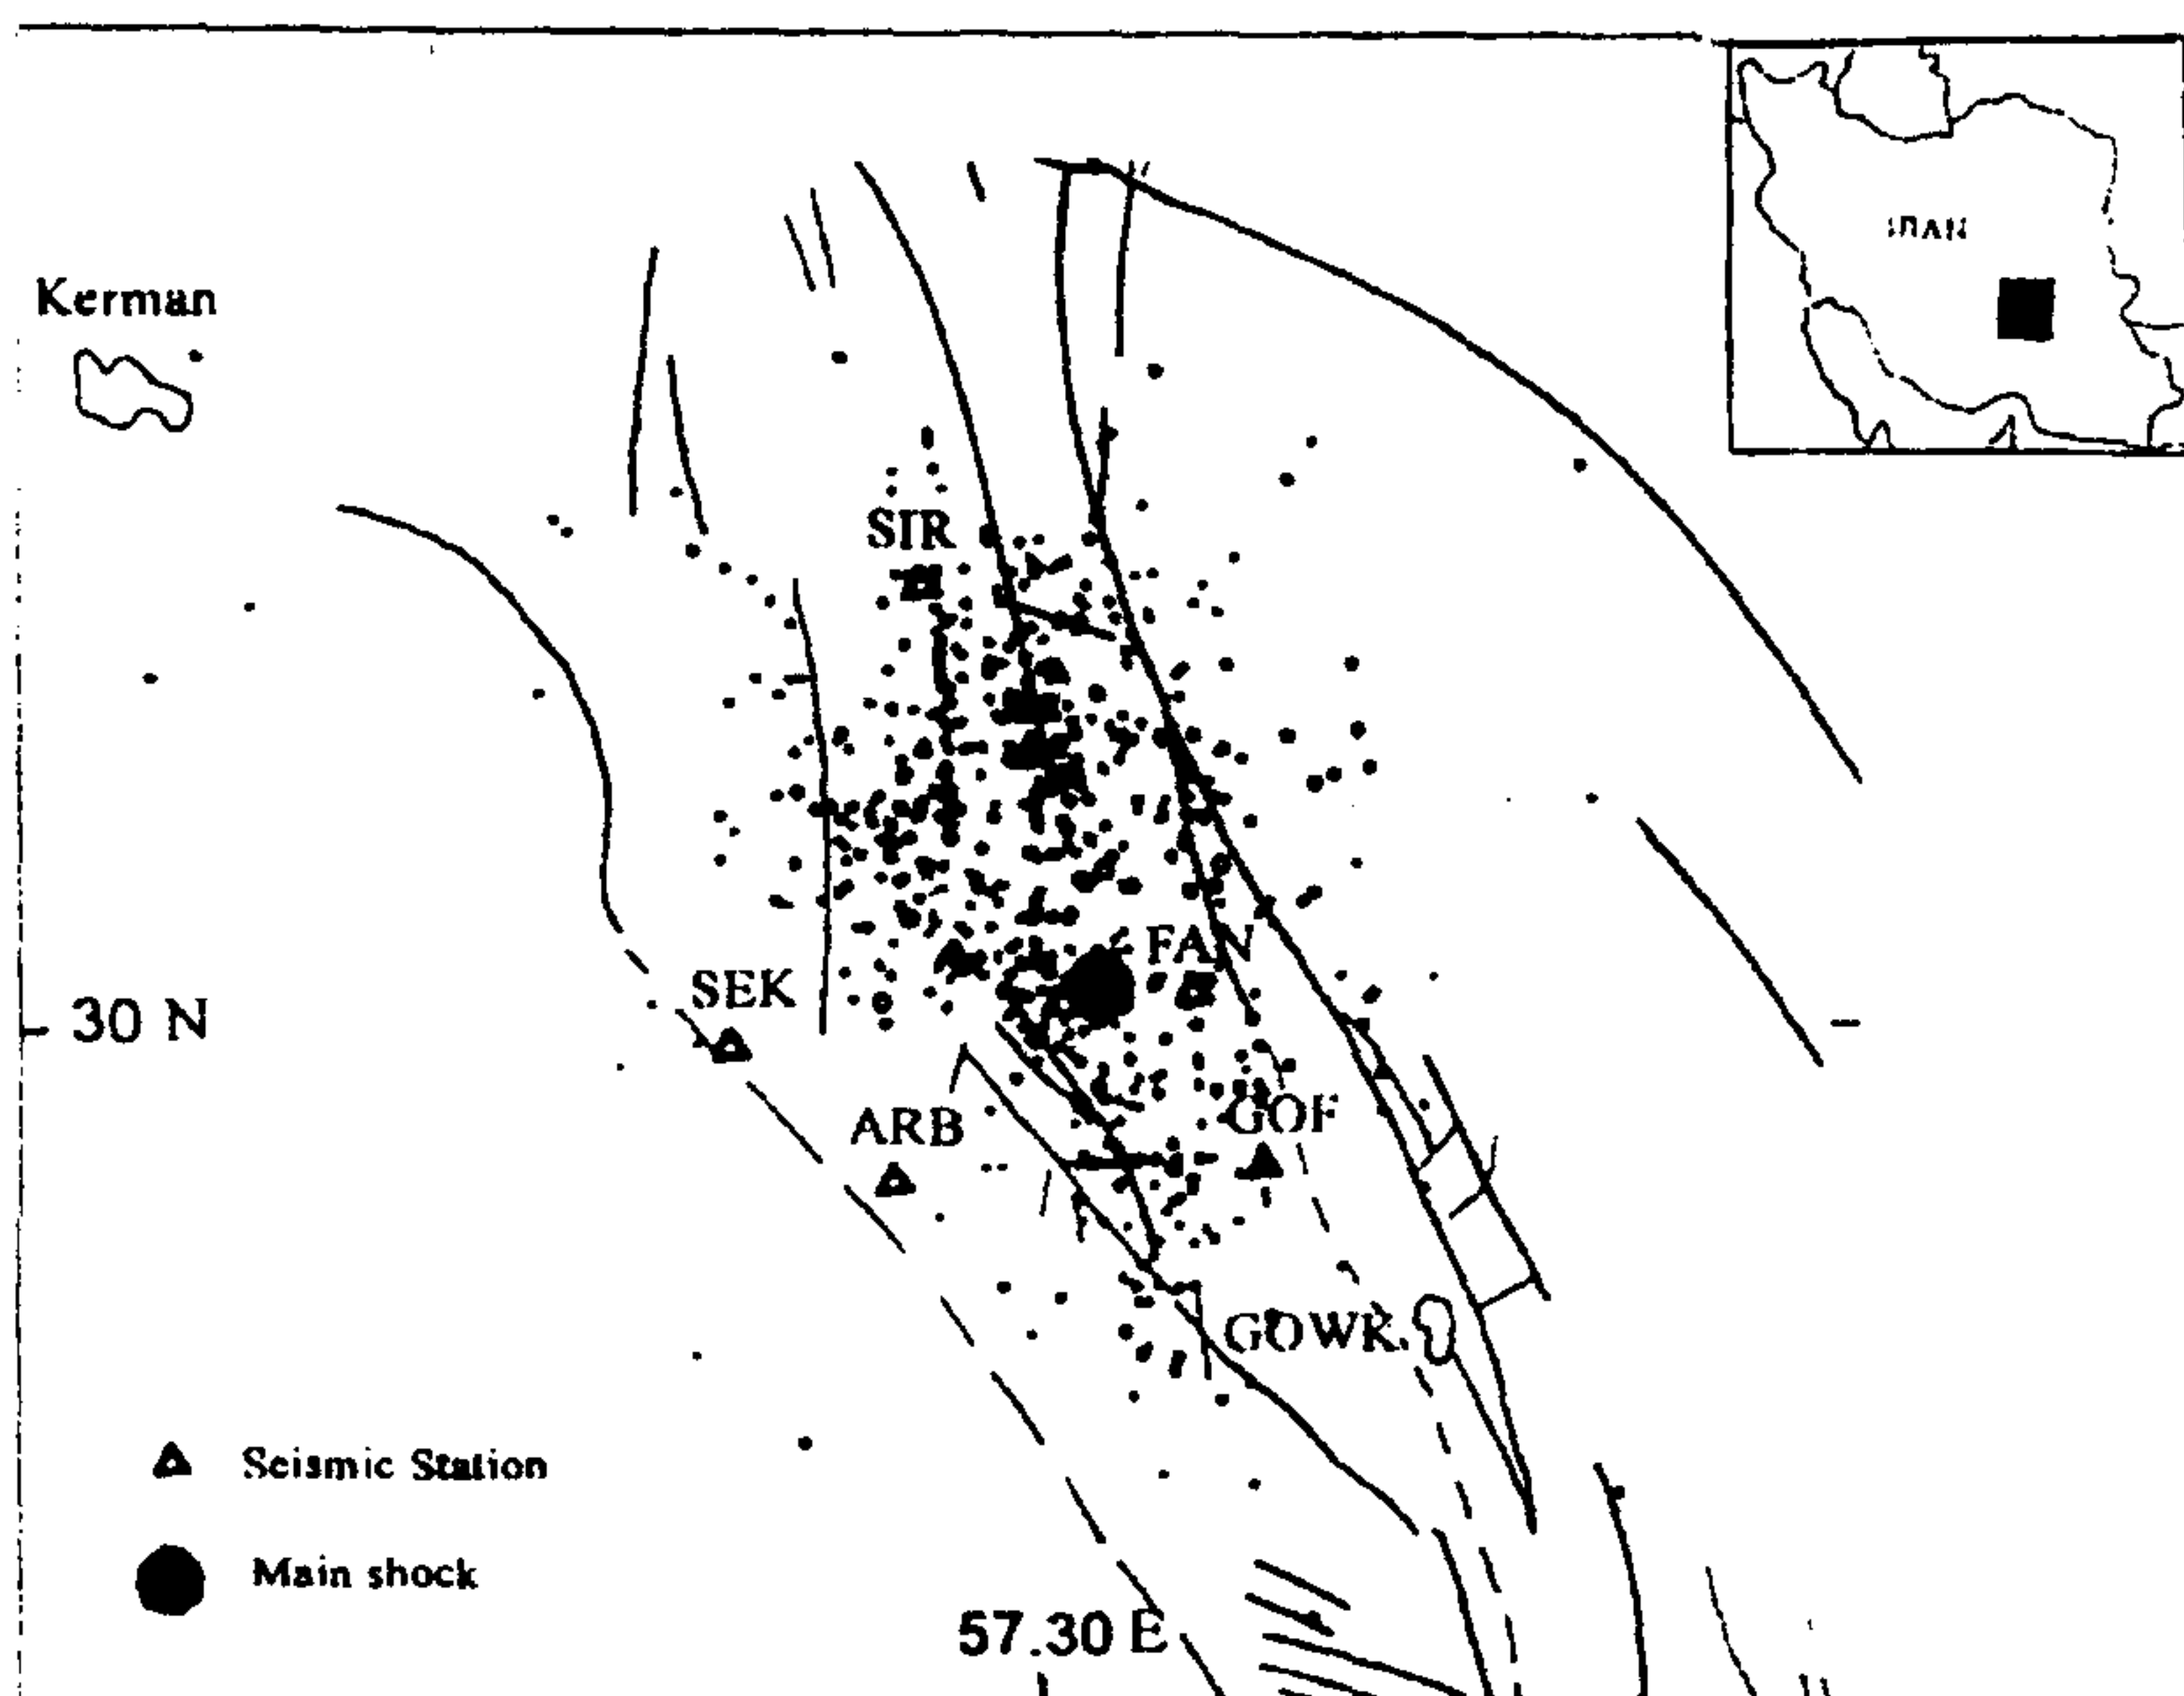 IRAN
Kerman
SIR
FAN
SEK
30 N
ARB
GOF
GOWK
Seismic Station
Main shock
57.30 E